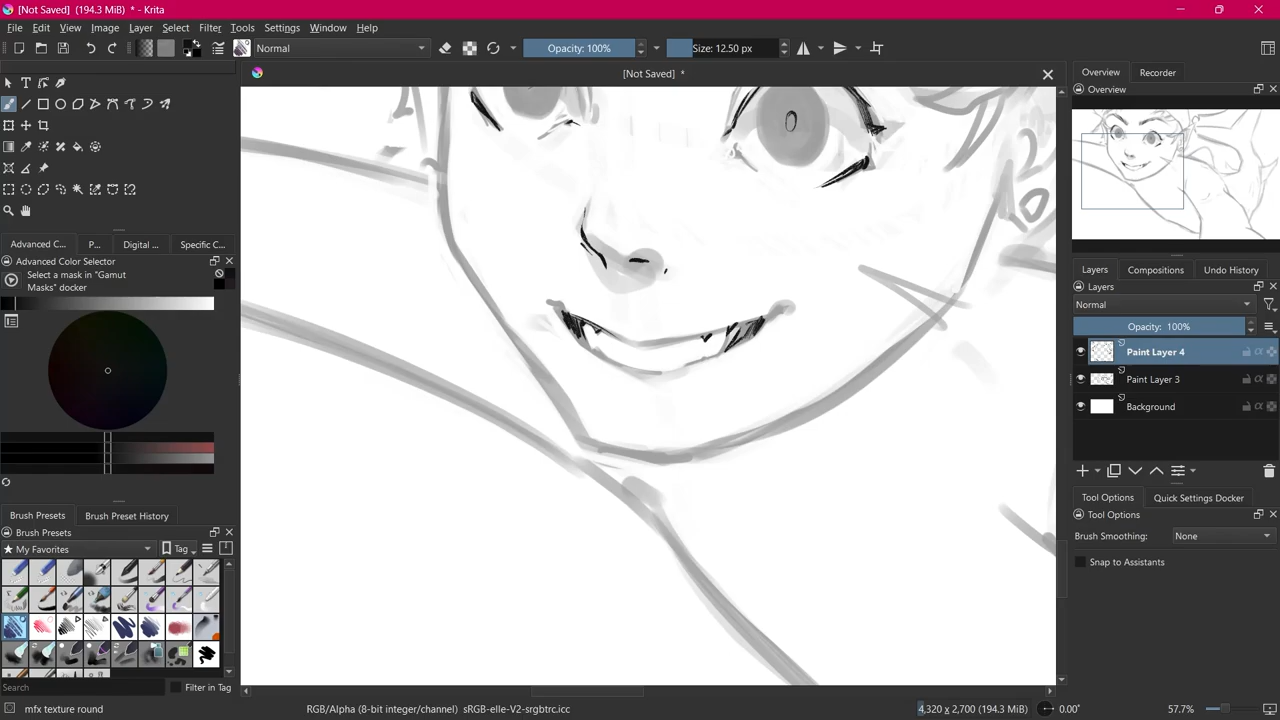 [Not Saved] (194.3 MiB) * - Krita
File Edit View Image Layer Select Filter Tools Settings Window Help
Normal Opacity: 100% Size: 12.50 px
[Not Saved] *
Overview Recorder
Overview
Advanced C... P... Digital ... Specific C...
Advanced Color Selector
Select a mask in "Gamut
Masks" docker
Layers Compositions Undo History
Layers
Normal
Opacity: 100%
Paint Layer 4
Paint Layer 3
Background
Tool Options Quick Settings Docker
Tool Options
Brush Smoothing: None
Snap to Assistants
Brush Presets Brush Preset History
Brush Presets
My Favorites Tag
Search Filter in Tag
mfx texture round RGB/Alpha (8-bit integer/channel) sRGB-elle-V2-srgbtrc.icc 4,320 x 2,700 (194.3 MiB) 0.00° 57.7%